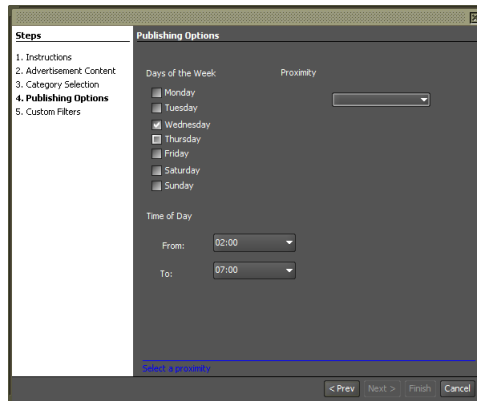 Steps
1. Instructions
2. Advertisement Content
3. Category Selection
4. Publishing Options
5. Custom Filters
Publishing Options
Days of the Week
Proximity
Monday
Tuesday
Wednesday
Thursday
Friday
Saturday
Sunday
Time of Day
From: 02:00
To: 07:00
Select a proximity
< Prev Next > Finish Cancel